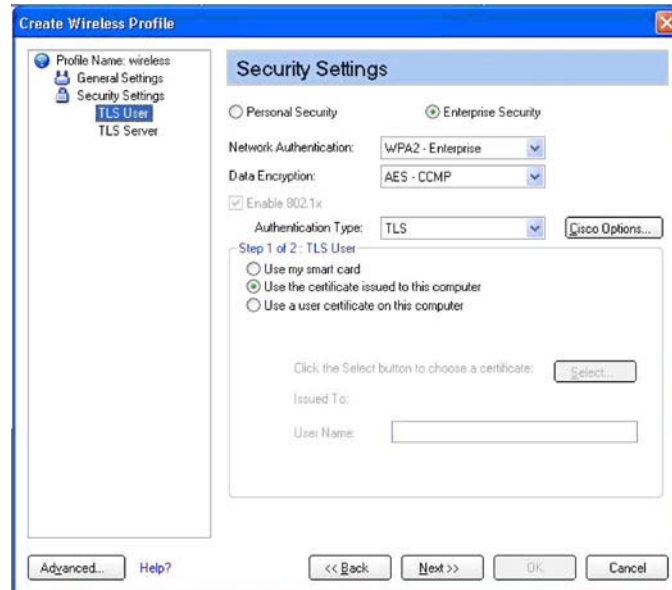 Create Wireless Profile
Profile Name: wireless
General Settings
Security Settings
TLS User
TLS Server
Security Settings
Personal Security
Enterprise Security
Network Authentication:
WPA2 - Enterprise
Data Encryption:
AES - CCMP
Enable 802.1x
Authentication Type:
TLS
Cisco Options...
Step 1 of 2 : TLS User
Use my smart card
Use the certificate issued to this computer
Use a user certificate on this computer
Click the Select button to choose a certificate:
Select...
Issued To:
User Name:
Advanced...
Help?
<< Back
Next >>
OK
Cancel